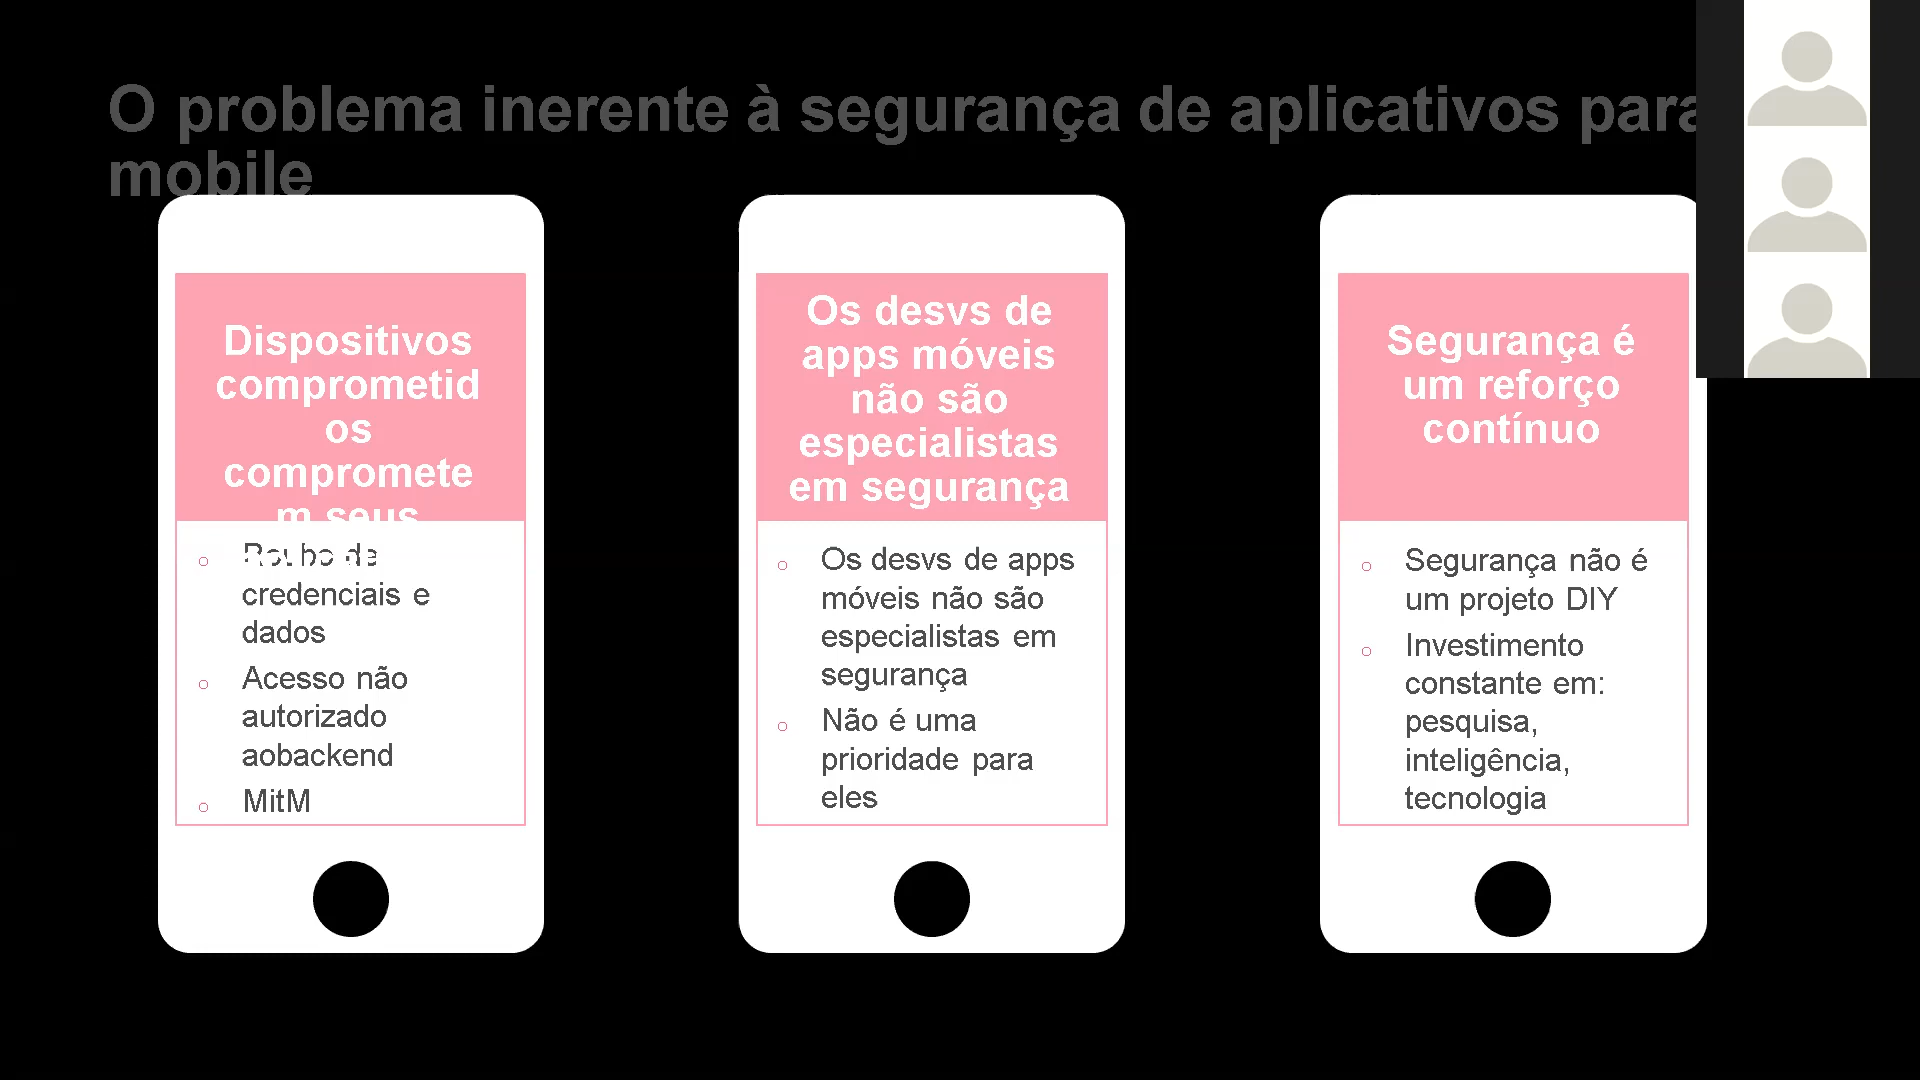 O problema inerente à segurança de aplicativos para
mobile
Dispositivos
comprometid
os
compromete
m seus
Roubo de
credenciais e
dados
Acesso não
autorizado
aobackend
MitM
Os desvs de
apps móveis
não são
especialistas
em segurança
Os desvs de apps
móveis não são
especialistas em
segurança
Não é uma
prioridade para
eles
Segurança é
um reforço
contínuo
Segurança não é
um projeto DIY
Investimento
constante em:
pesquisa,
inteligência,
tecnologia